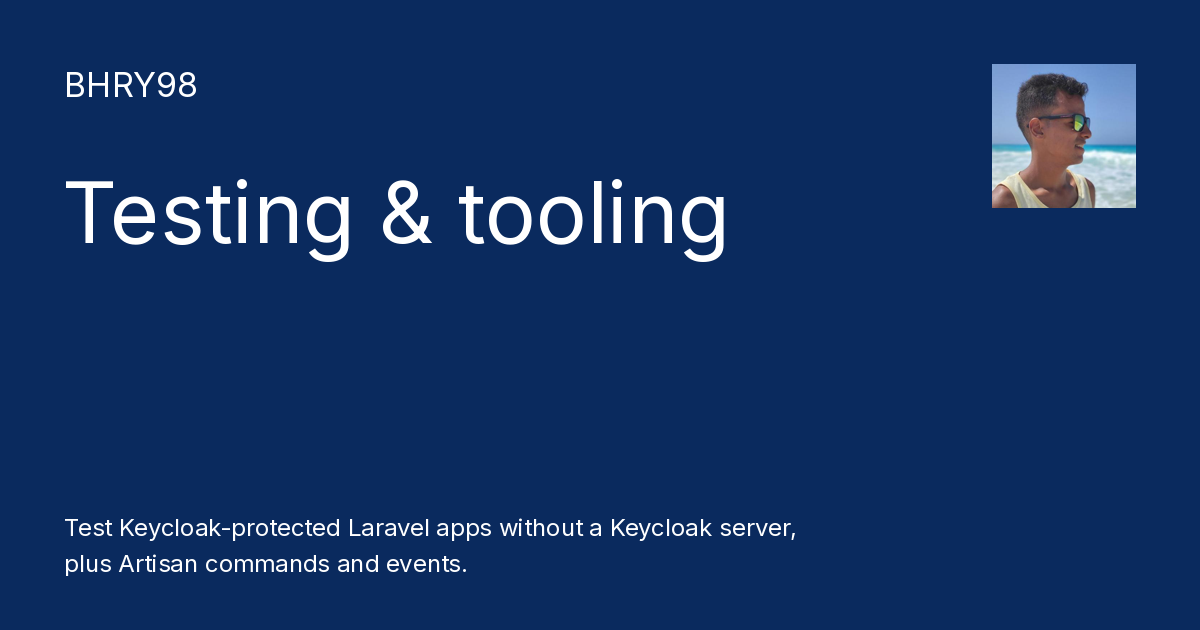 BHRY98
Testing & tooling
Test Keycloak-protected Laravel apps without a Keycloak server,
plus Artisan commands and events.